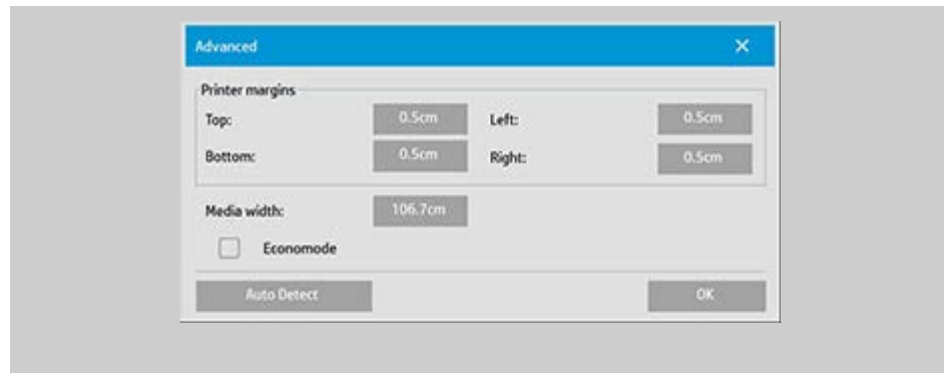 Advanced
Printer margins
Top: 0.5cm Left: 0.5cm
Bottom: 0.5cm Right: 0.5cm
Media width: 106.7cm
Economode
Auto Detect OK